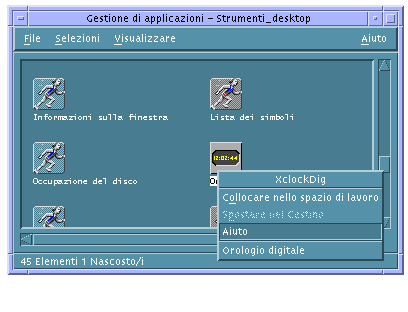 Gestione di applicazioni – Strumenti_desktop
File Selezioni Visualizzare Aiuto
Informazioni sulla finestra Lista dei simboli
12:02:44
Occupazione del disco
XclockDig
Collocare nello spazio di lavoro
Spostare nel Cestino
Aiuto
Orologio digitale
45 Elementi 1 Nascosto/i